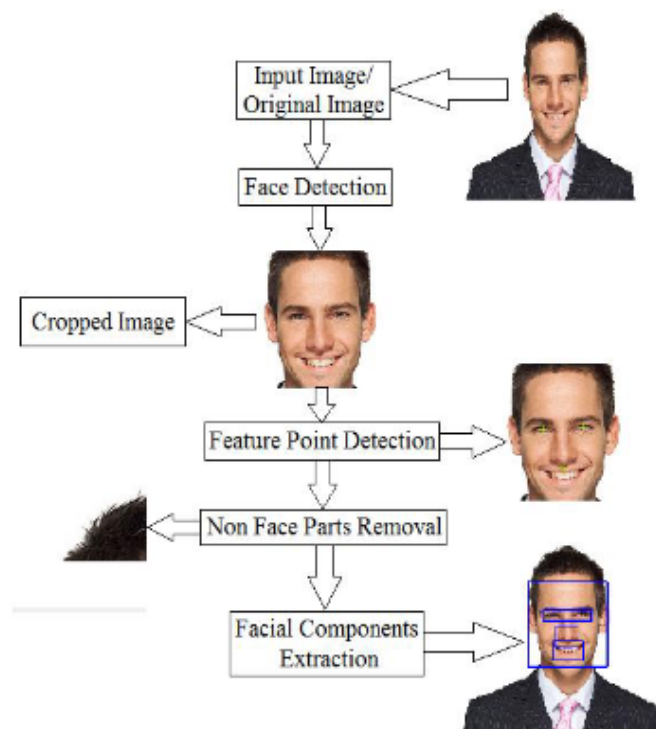 Input Image/
Original Image
Face Detection
Cropped Image
Feature Point Detection
Non Face Parts Removal
Facial Components
Extraction